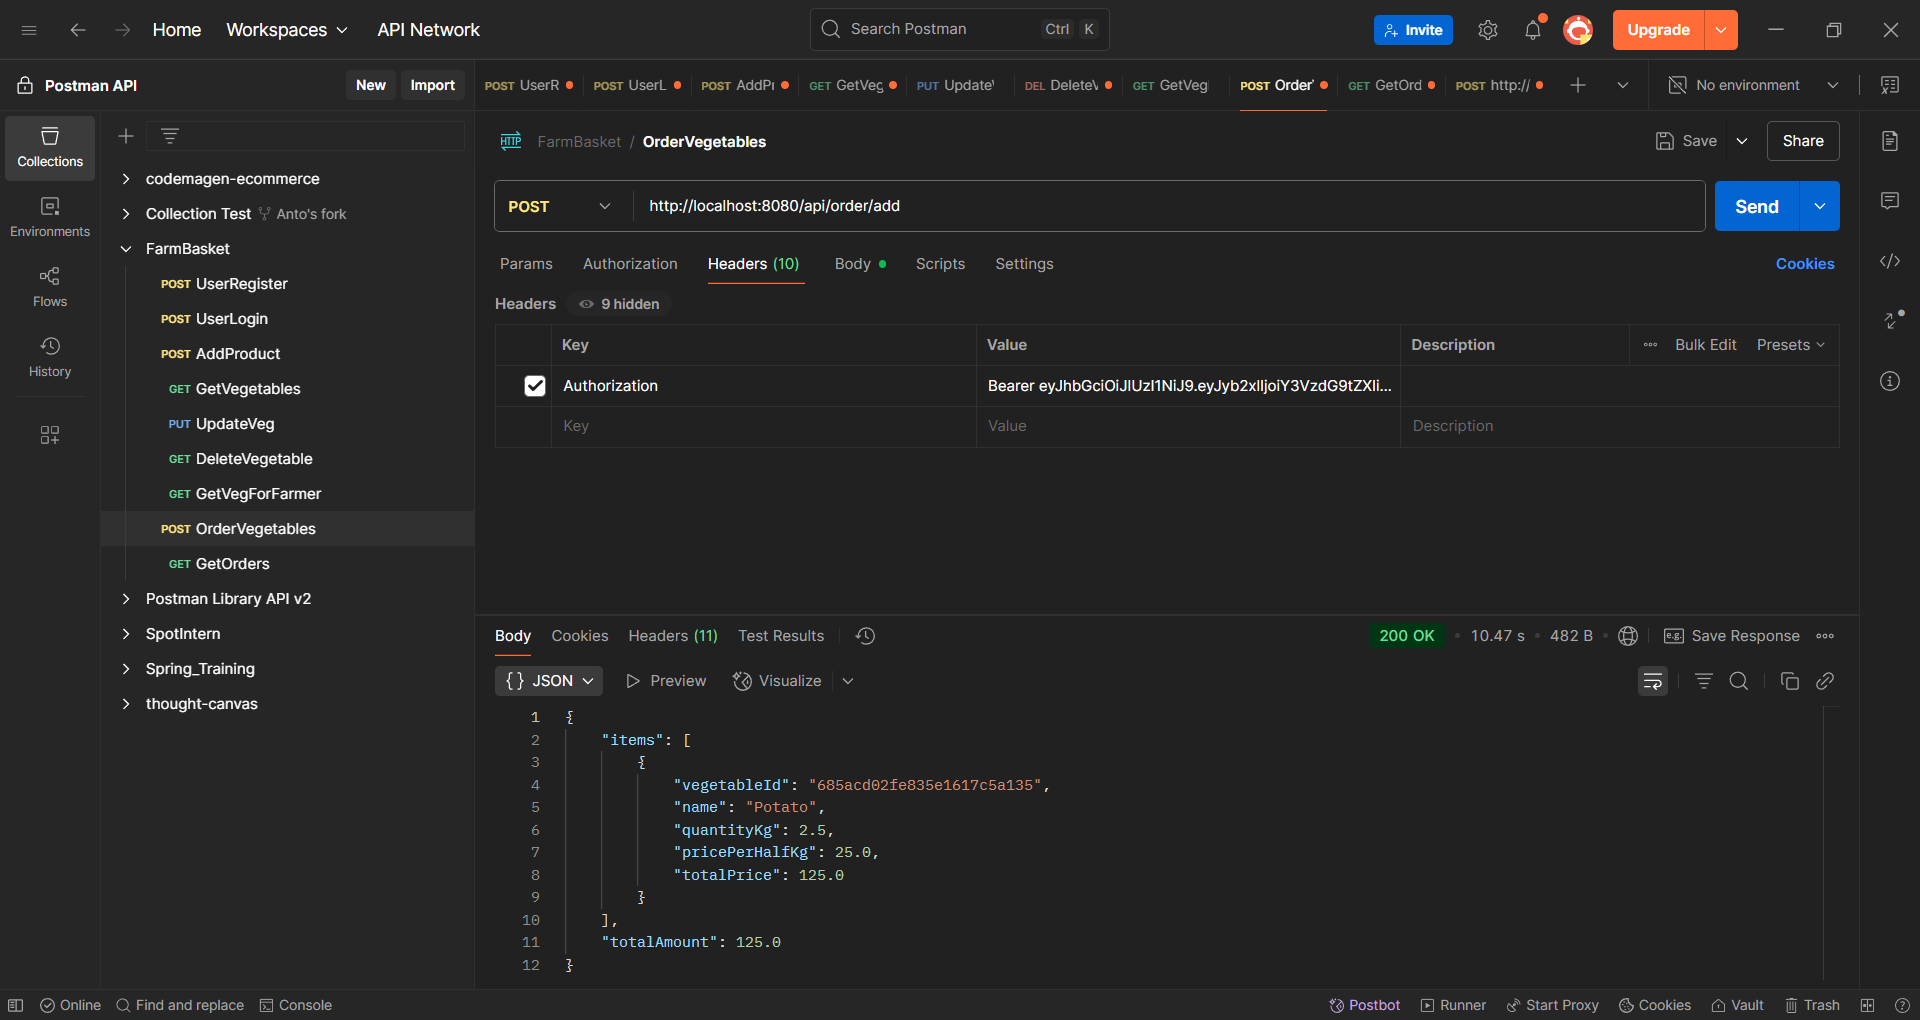 Home
Workspaces
API Network
Search Postman
Ctrl K
Invite
Upgrade
Postman API
New
Import
POST UserR
POST UserL
POST AddPr
GET GetVeg
PUT Update
DEL Delete
GET GetVeg
POST Order
GET GetOrd
POST http://
No environment
Collections
Environments
Flows
History
codemagen-ecommerce
Collection Test Anto's fork
FarmBasket
POST UserRegister
POST UserLogin
POST AddProduct
GET GetVegetables
PUT UpdateVeg
GET DeleteVegetable
GET GetVegForFarmer
POST OrderVegetables
GET GetOrders
Postman Library API v2
SpotIntern
Spring_Training
thought-canvas
HTTP FarmBasket / OrderVegetables
Save
Share
POST http://localhost:8080/api/order/add
Send
Params Authorization Headers (10) Body Scripts Settings
Cookies
Headers 9 hidden
Key Value Description Bulk Edit Presets
Authorization Bearer eyJhbGciOiJIUzI1NiJ9.eyJyb2xlIjoiY3VzdG9tZXIi...
Key Value Description
Body Cookies Headers (11) Test Results
200 OK • 10.47 s • 482 B • e.g. Save Response
{} JSON Preview Visualize
1 {
2 "items": [
3 {
4 "vegetableId": "685acd02fe835e1617c5a135",
5 "name": "Potato",
6 "quantityKg": 2.5,
7 "pricePerHalfKg": 25.0,
8 "totalPrice": 125.0
9 }
10 ],
11 "totalAmount": 125.0
12 }
Online Find and replace Console
Postbot Runner Start Proxy Cookies Vault Trash